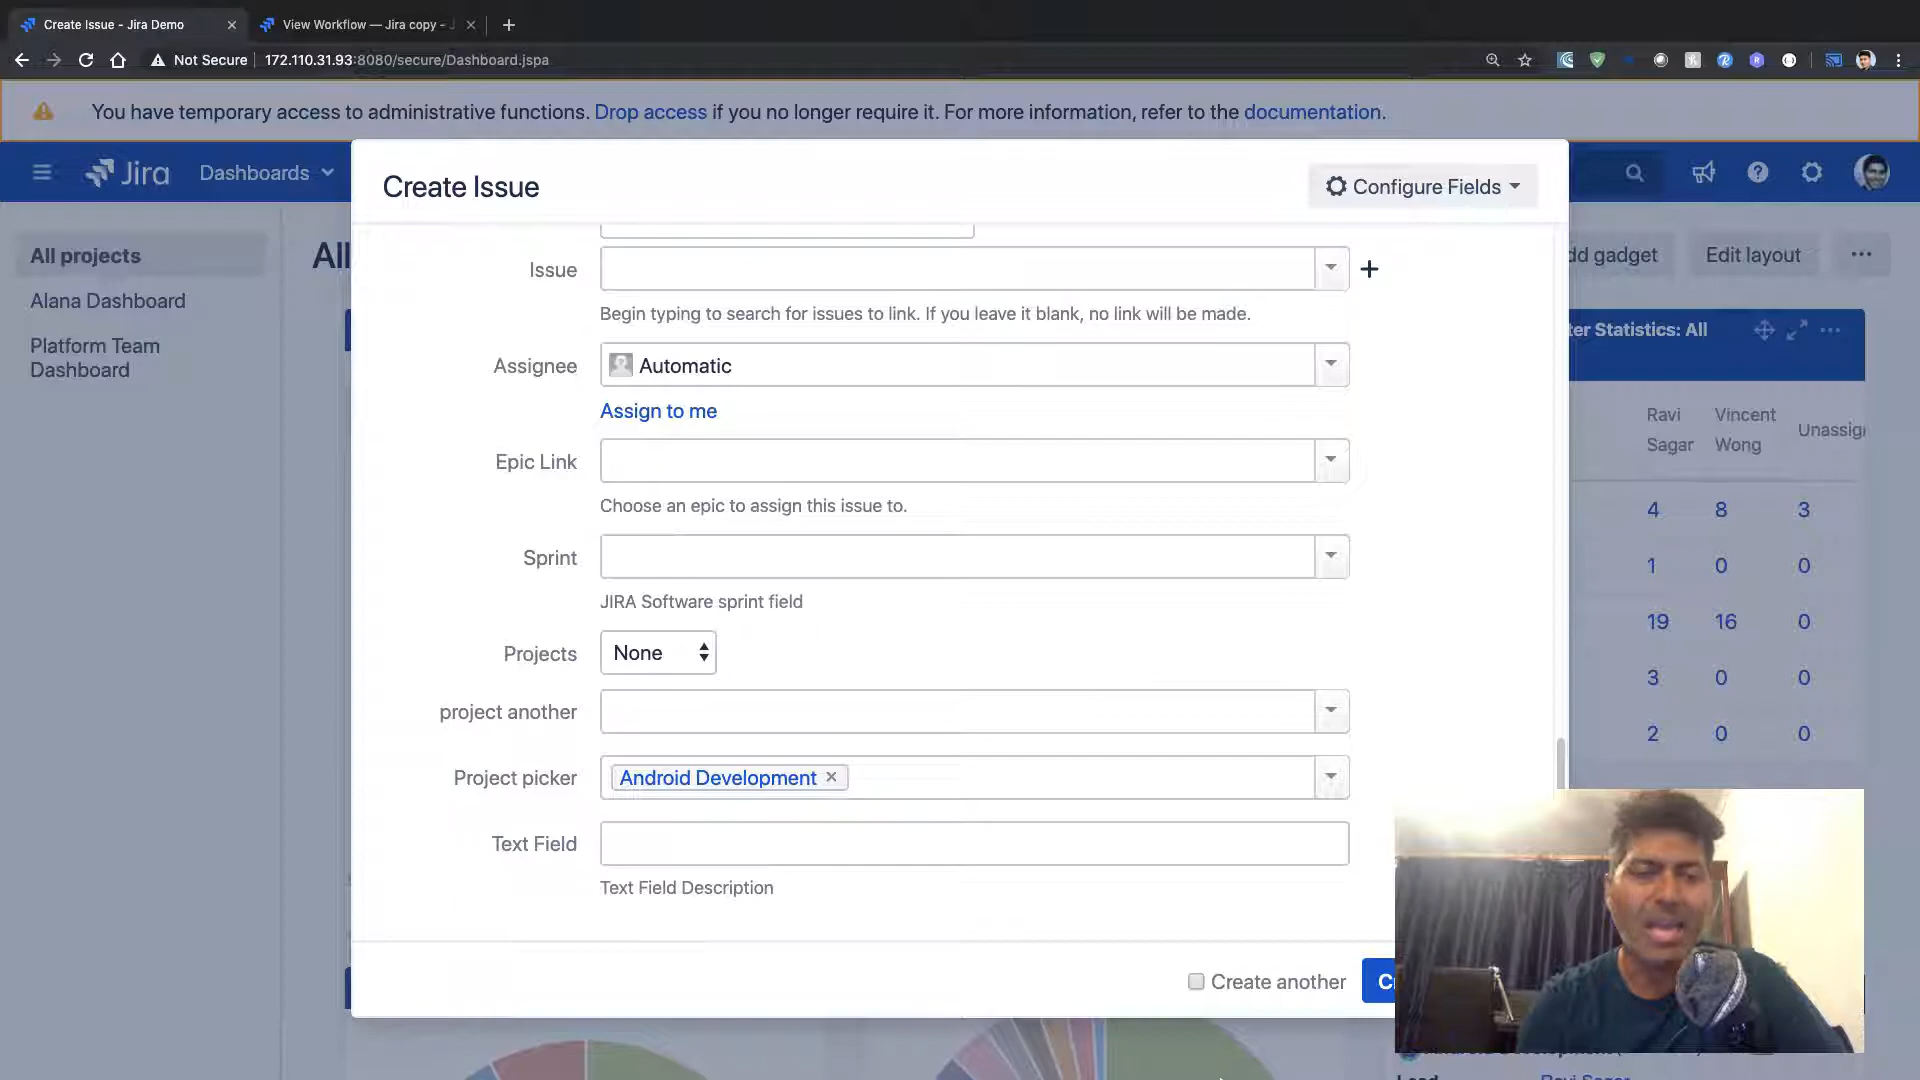 Create Issue - Jira Demo
View Workflow — Jira copy -
Not Secure
172.110.31.93:8080/secure/Dashboard.jspa
You have temporary access to administrative functions. Drop access if you no longer require it. For more information, refer to the documentation.
Jira
Dashboards
Create Issue
Configure Fields
All projects
Alana Dashboard
Platform Team
Dashboard
All
dd gadget
Edit layout
Issue
Begin typing to search for issues to link. If you leave it blank, no link will be made.
Assignee
Automatic
Assign to me
Epic Link
Choose an epic to assign this issue to.
Sprint
JIRA Software sprint field
Projects
None
project another
Project picker
Android Development
Text Field
Text Field Description
Create another
ter Statistics: All
Ravi Sagar
Vincent Wong
Unassig
4 8 3
1 0 0
19 16 0
3 0 0
2 0 0